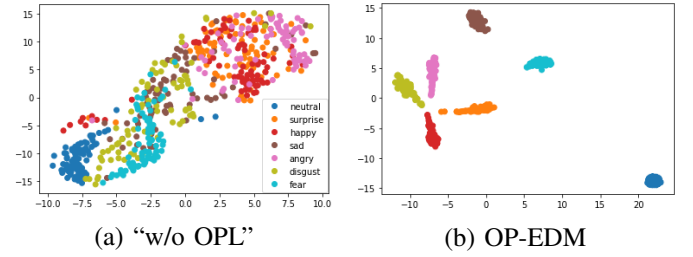 15
10
5
0
-5
-10
-15
-10.0 -7.5 -5.0 -2.5 0.0 2.5 5.0 7.5 10.0
neutral
surprise
happy
sad
angry
disgust
fear
(a) “w/o OPL”
15
10
5
0
-5
-10
-15
-10 -5 0 5 10 15 20
(b) OP-EDM